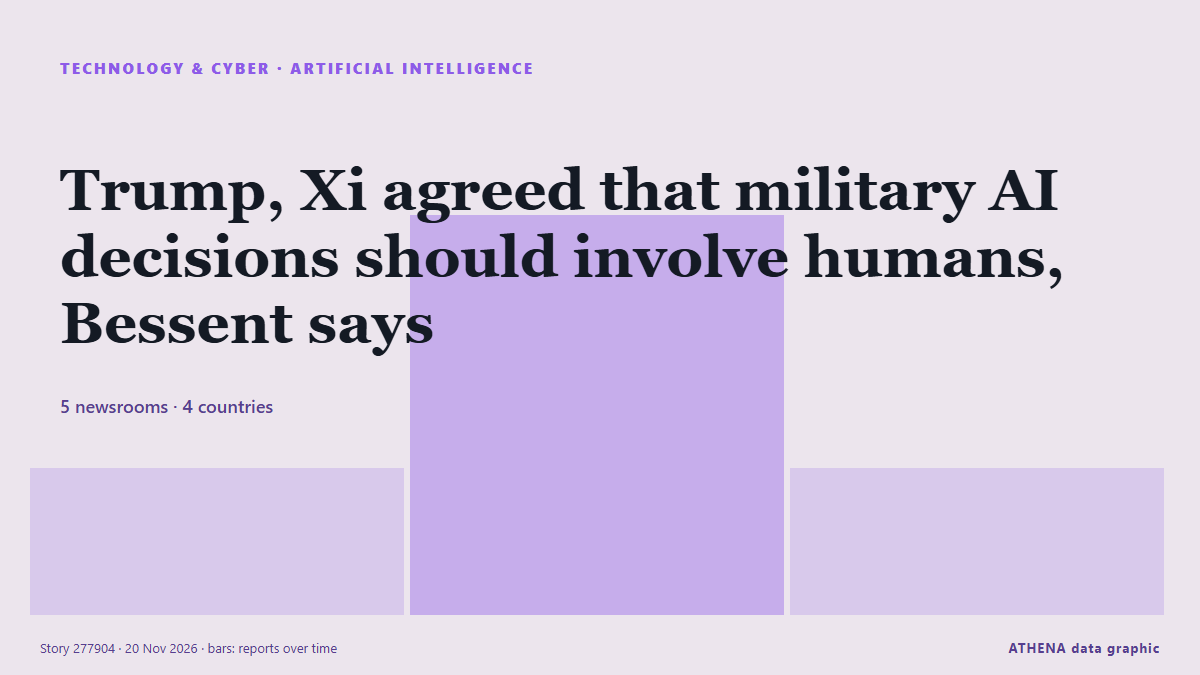 TECHNOLOGY & CYBER · ARTIFICIAL INTELLIGENCE
Trump, Xi agreed that military AI
decisions should involve humans,
Bessent says
5 newsrooms · 4 countries
Story 277904 · 20 Nov 2026 · bars: reports over time
ATHENA data graphic